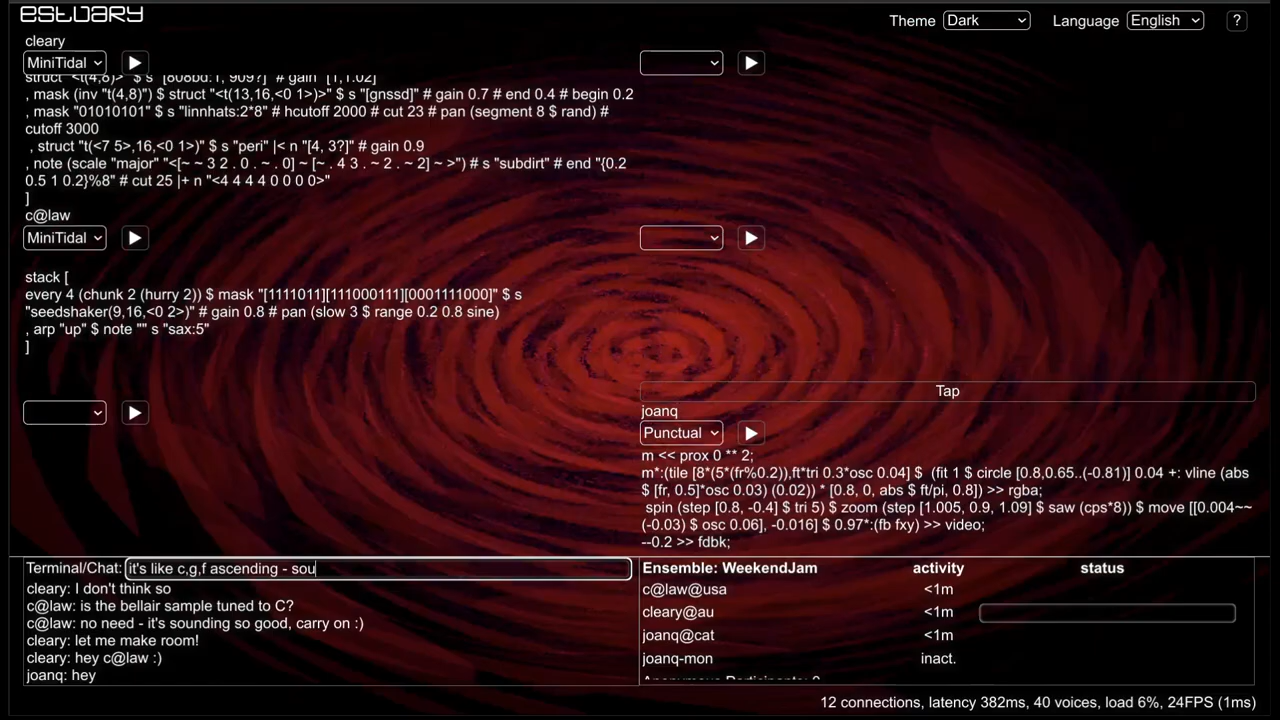 estuary
Theme Dark Language English ?
cleary
MiniTidal
struct "<t(4,8)>" $ s "[808bd:1, 909?]" # gain "[1,1.02]"
, mask (inv "t(4,8)") $ struct "<t(13,16,<0 1>)>" $ s "[gnssd]" # gain 0.7 # end 0.4 # begin 0.2
, mask "01010101" $ s "linnhats:2*8" # hcutoff 2000 # cut 23 # pan (segment 8 $ rand) #
cutoff 3000
, struct "t(<7 5>,16,<0 1>)" $ s "peri" |< n "[4, 3?]" # gain 0.9
, note (scale "major" "<[~ ~ 3 2 . 0 . ~ . 0] ~ [~ . 4 3 . ~ 2 . ~ 2] ~ >") # s "subdirt" # end "{0.2
0.5 1 0.2}%8" # cut 25 |+ n "<4 4 4 4 0 0 0 0>"
]
c@law
MiniTidal
stack [
every 4 (chunk 2 (hurry 2)) $ mask "[1111011][111000111][0001111000]" $ s
"seedshaker(9,16,<0 2>)" # gain 0.8 # pan (slow 3 $ range 0.2 0.8 sine)
, arp "up" $ note "" s "sax:5"
]
Tap
joanq
Punctual
m << prox 0 ** 2;
m*:(tile [8*(5*(fr%0.2)),ft*tri 0.3*osc 0.04] $ (fit 1 $ circle [0.8,0.65..(-0.81)] 0.04 +: vline (abs
$ [fr, 0.5]*osc 0.03) (0.02)) * [0.8, 0, abs $ ft/pi, 0.8]) >> rgba;
spin (step [0.8, -0.4] $ tri 5) $ zoom (step [1.005, 0.9, 1.09] $ saw (cps*8)) $ move [[0.004~~
(-0.03) $ osc 0.06], -0.016] $ 0.97*:(fb fxy) >> video;
--0.2 >> fdbk;
Terminal/Chat: it's like c,g,f ascending - sou
cleary: I don't think so
c@law: is the bellair sample tuned to C?
c@law: no need - it's sounding so good, carry on :)
cleary: let me make room!
cleary: hey c@law :)
joanq: hey
Ensemble: WeekendJam activity status
c@law@usa <1m
cleary@au <1m
joanq@cat <1m
joanq-mon inact.
12 connections, latency 382ms, 40 voices, load 6%, 24FPS (1ms)